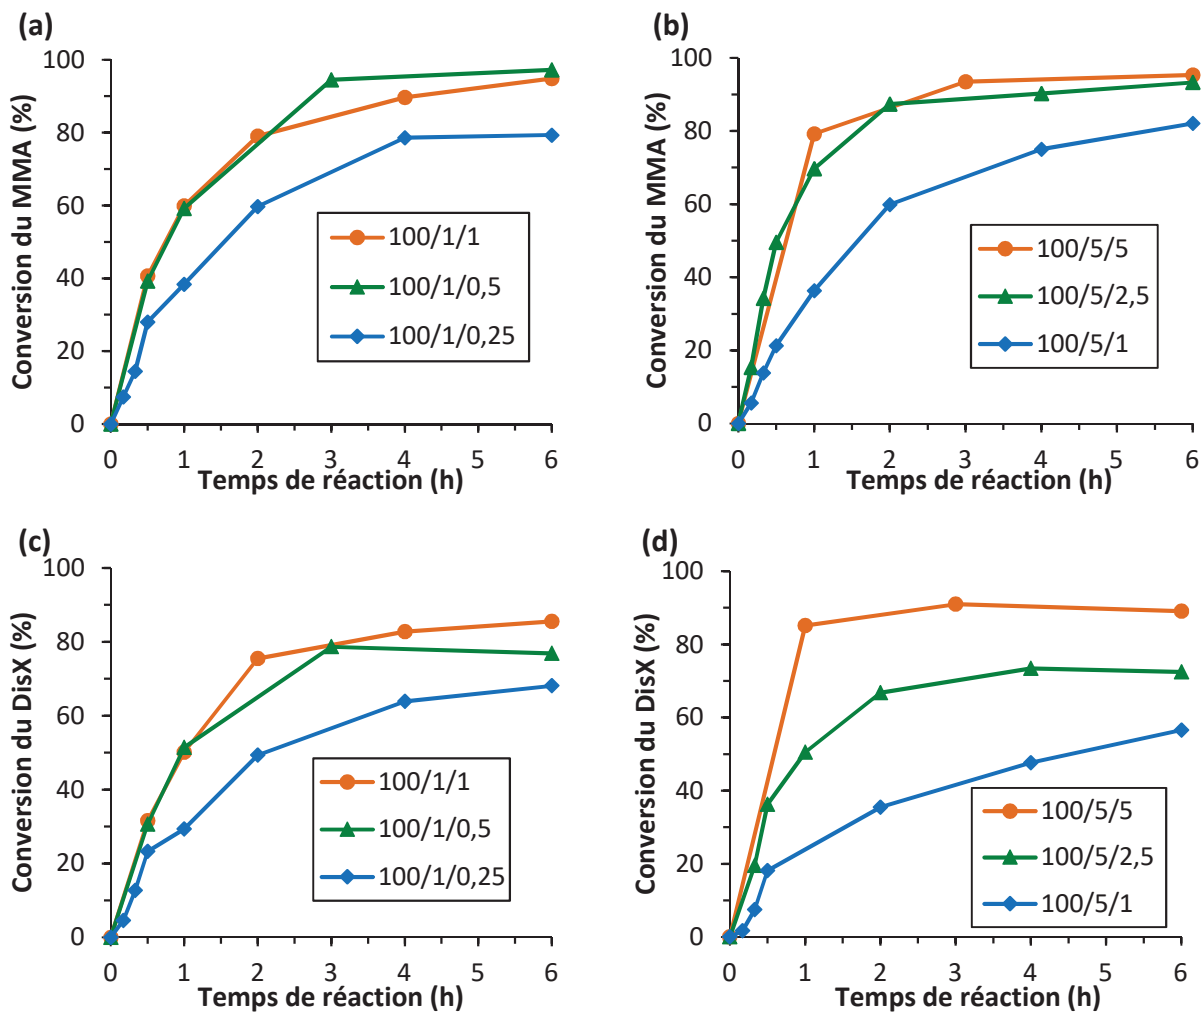 (a)
Conversion du MMA (%)
100
80
60
40
20
0
0 1 2 3 4 5 6
Temps de réaction (h)
100/1/1
100/1/0,5
100/1/0,25
(b)
Conversion du MMA (%)
100
80
60
40
20
0
0 1 2 3 4 5 6
Temps de réaction (h)
100/5/5
100/5/2,5
100/5/1
(c)
Conversion du DisX (%)
100
80
60
40
20
0
0 1 2 3 4 5 6
Temps de réaction (h)
100/1/1
100/1/0,5
100/1/0,25
(d)
Conversion du DisX (%)
100
80
60
40
20
0
0 1 2 3 4 5 6
Temps de réaction (h)
100/5/5
100/5/2,5
100/5/1